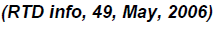 (RTD info, 49, May, 2006)